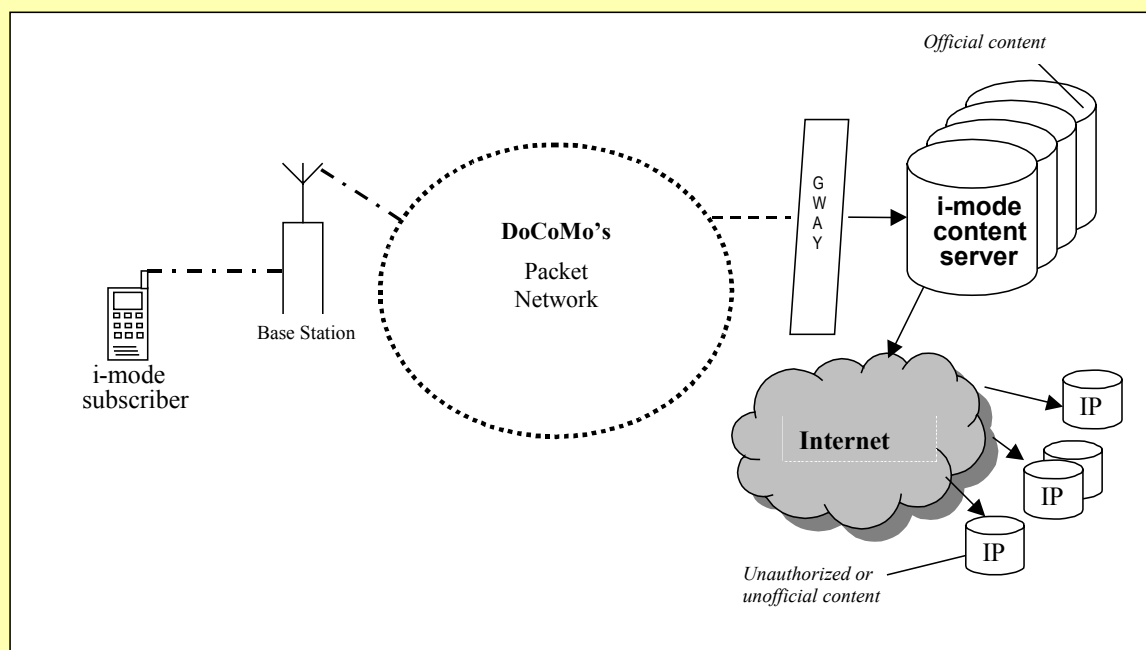 Official content
i-mode
content
server
G
W
A
Y
DoCoMo's
Packet
Network
Base Station
i-mode
subscriber
Internet
IP
IP
IP
Unauthorized or
unofficial content